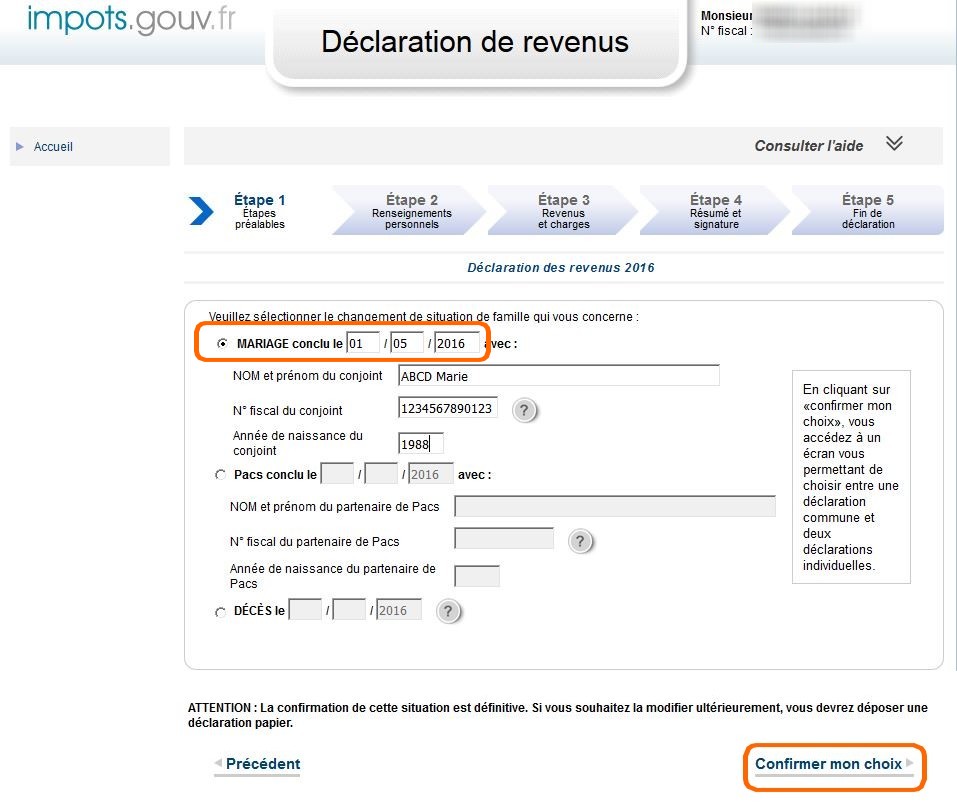 impots.gouv.fr
Déclaration de revenus
Monsieur
N° fiscal :
Accueil
Consulter l'aide
Étape 1
Étapes
préalables
Étape 2
Renseignements
personnels
Étape 3
Revenus
et charges
Étape 4
Résumé et
signature
Étape 5
Fin de
déclaration
Déclaration des revenus 2016
Veuillez sélectionner le changement de situation de famille qui vous concerne :
MARIAGE conclu le 01 / 05 / 2016 avec :
NOM et prénom du conjoint ABCD Marie
N° fiscal du conjoint 1234567890123 ?
Année de naissance du
conjoint 1988
Pacs conclu le / / 2016 avec :
NOM et prénom du partenaire de Pacs
N° fiscal du partenaire de Pacs ?
Année de naissance du partenaire de
Pacs
DÉCÈS le / / 2016 ?
En cliquant sur
«confirmer mon
choix», vous
accédez à un
écran vous
permettant de
choisir entre une
déclaration
commune et
deux
déclarations
individuelles.
ATTENTION : La confirmation de cette situation est définitive. Si vous souhaitez la modifier ultérieurement, vous devrez déposer une
déclaration papier.
Précédent
Confirmer mon choix